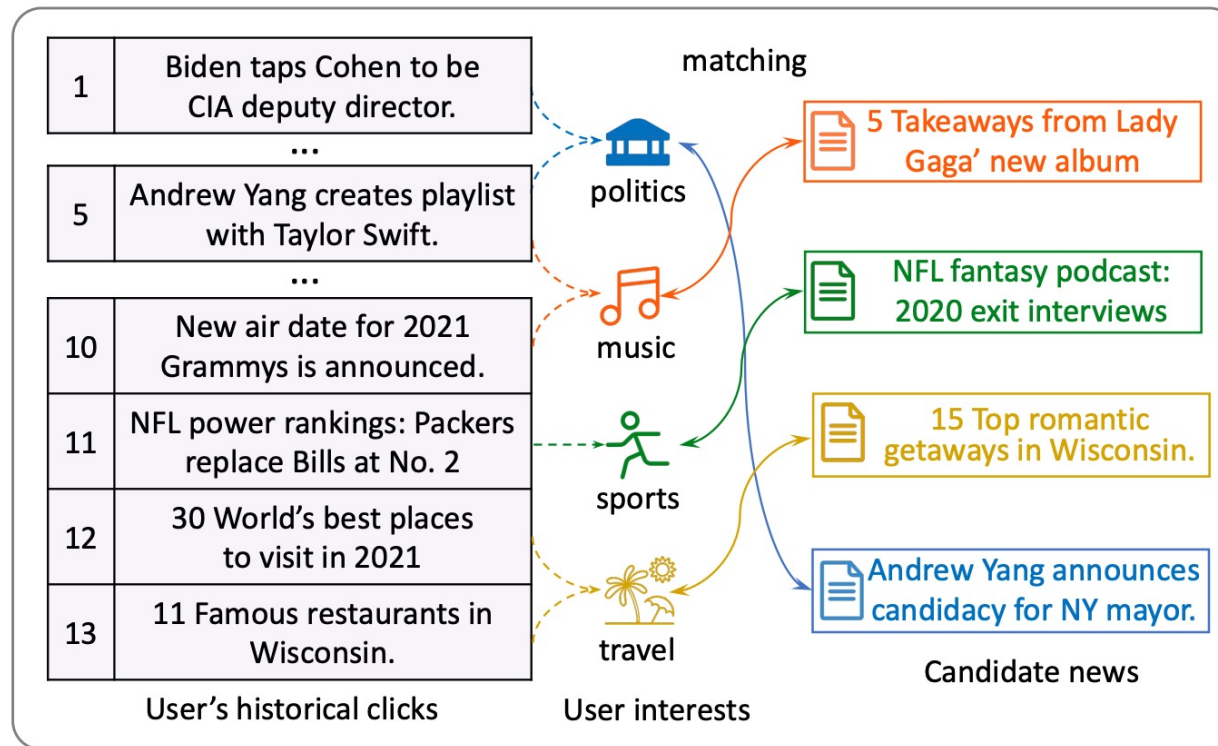 1
Biden taps Cohen to be
CIA deputy director.
...
5
Andrew Yang creates playlist
with Taylor Swift.
...
10
New air date for 2021
Grammys is announced.
11
NFL power rankings: Packers
replace Bills at No. 2
12
30 World's best places
to visit in 2021
13
11 Famous restaurants in
Wisconsin.
User's historical clicks
politics
music
sports
travel
User interests
matching
5 Takeaways from Lady
Gaga' new album
NFL fantasy podcast:
2020 exit interviews
15 Top romantic
getaways in Wisconsin.
Andrew Yang announces
candidacy for NY mayor.
Candidate news